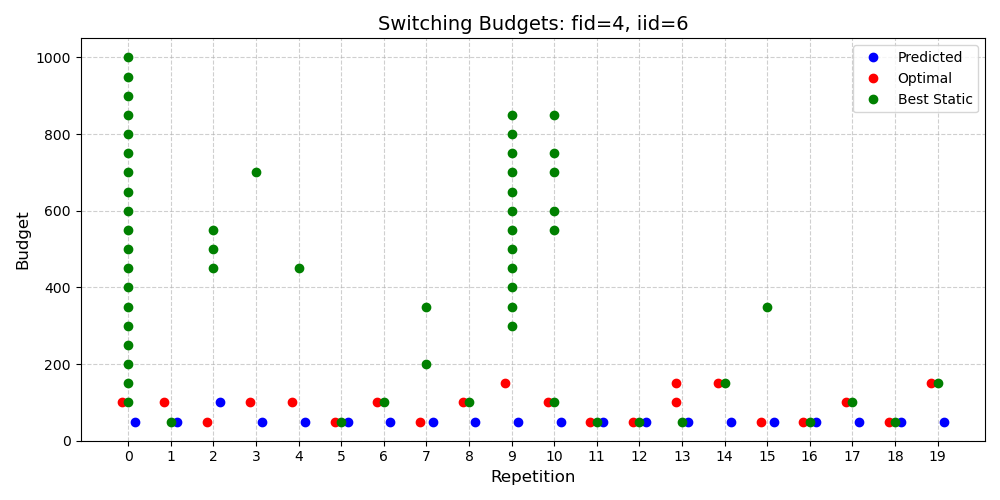 Switching Budgets: fid=4, iid=6
Predicted
Optimal
Best Static
Budget
1000
800
600
400
200
0
0 1 2 3 4 5 6 7 8 9 10 11 12 13 14 15 16 17 18 19
Repetition